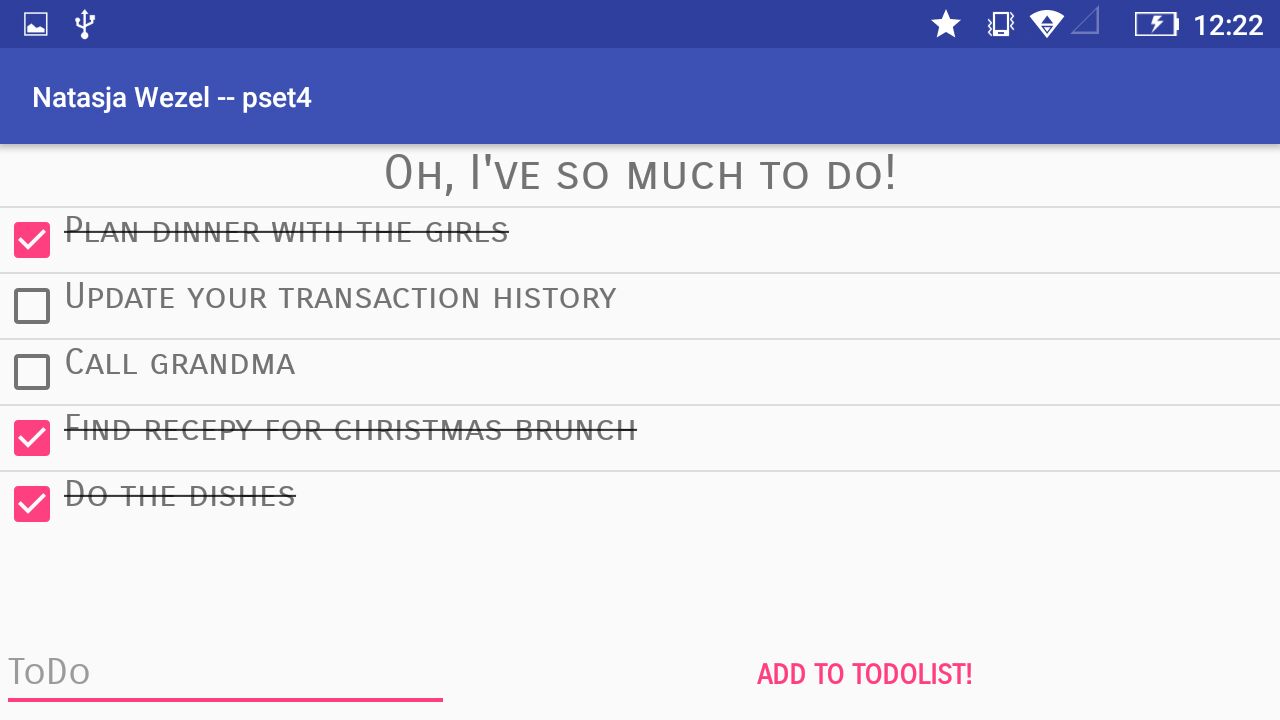 12:22
Natasja Wezel -- pset4
Oh, I've so much to do!
Plan dinner with the girls
Update your transaction history
Call grandma
Find recepy for christmas brunch
Do the dishes
ToDo
ADD TO TODOLIST!